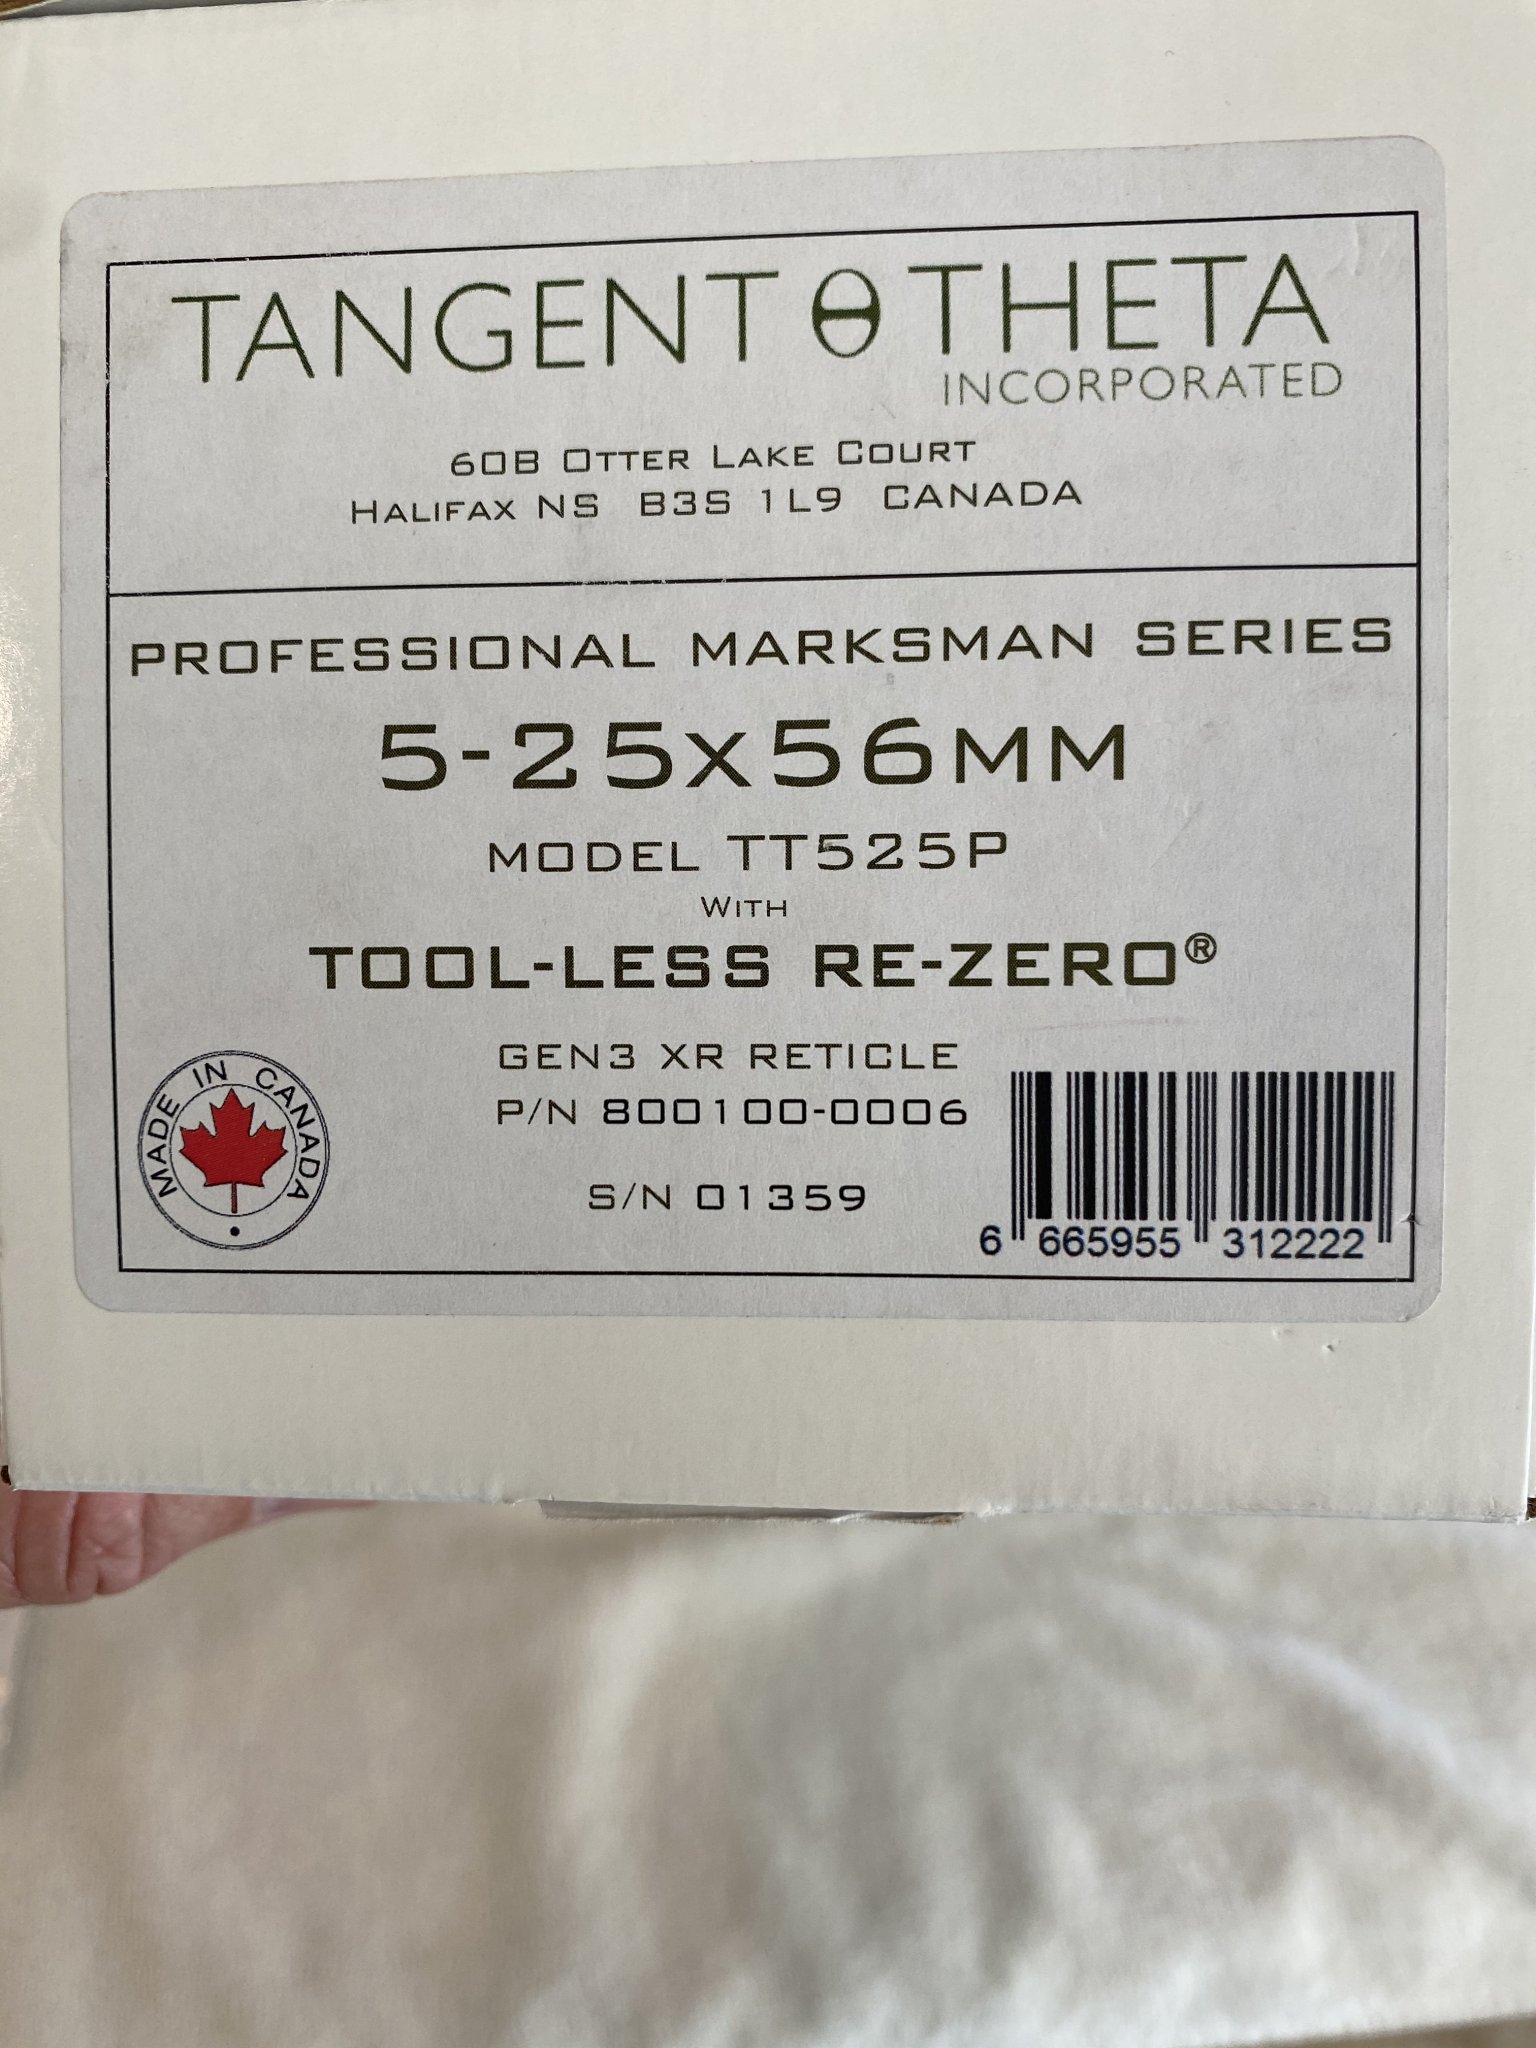 TANGENT θ THETA
INCORPORATED
60B OTTER LAKE COURT
HALIFAX NS B3S 1L9 CANADA
PROFESSIONAL MARKSMAN SERIES
5-25X56MM
MODEL TT525P
WITH
TOOL-LESS RE-ZERO®
GEN3 XR RETICLE
P/N 800100-0006
S/N 01359
MADE IN CANADA
6 665955 312222